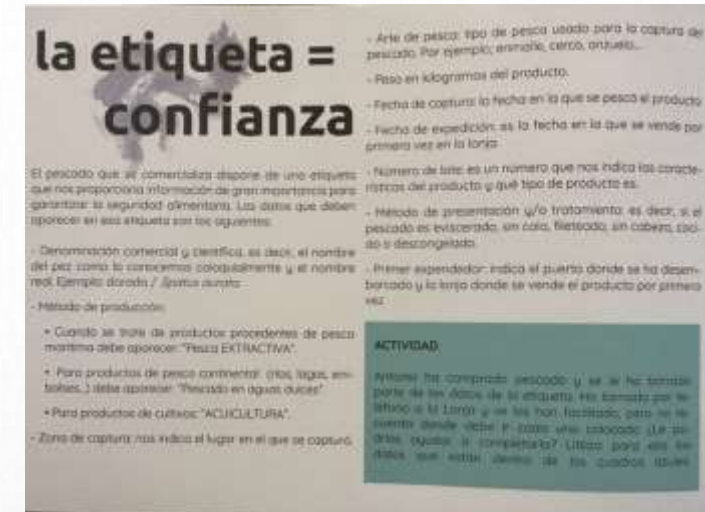 la etiqueta =
confianza
El pescado que se comercializa dispone de una etiqueta
que nos proporciona información de gran importancia para
garantizar la seguridad alimentaria. Los datos que deben
aparecer en esa etiqueta son los siguientes:
- Denominación comercial y científica, es decir, el nombre
del pez como lo conocemos coloquialmente y el nombre
real. Ejemplo: dorada / Sparus aurata
- Método de producción:
• Cuando se trate de productos procedentes de pesca
marítima debe aparecer: "Pesca EXTRACTIVA".
• Para productos de pesca continental: (ríos, lagos, em-
balses...) debe aparecer: "Pescado en aguas dulces"
• Para productos de cultivos: "ACUICULTURA".
- Zona de captura: nos indica el lugar en el que se capturó.
- Arte de pesca: tipo de pesca usado para la captura del
pescado. Por ejemplo; enmalle, cerco, anzuelo...
- Peso en kilogramos del producto.
- Fecha de captura: la fecha en la que se pescó el producto
- Fecha de expedición: es la fecha en la que se vende por
primera vez en la lonja
- Número de lote: es un número que nos indica las caracte-
rísticas del producto y qué tipo de producto es.
- Método de presentación y/o tratamiento: es decir, si el
pescado es eviscerado, sin cola, fileteado, sin cabeza, coci-
do o descongelado.
- Primer expendedor: indica el puerto donde se ha desem-
barcado y la lonja donde se vende el producto por primera
vez
ACTIVIDAD
Antonio ha comprado pescado y se le ha borrado
parte de los datos de la etiqueta. Ha llamado por te-
léfono a la Lonja y se los han facilitado, pero no re-
cuerda donde debe ir cada uno colocado ¿Le po-
drías ayudar a completarla? Utiliza para ello los
datos que están dentro de los cuadros azules